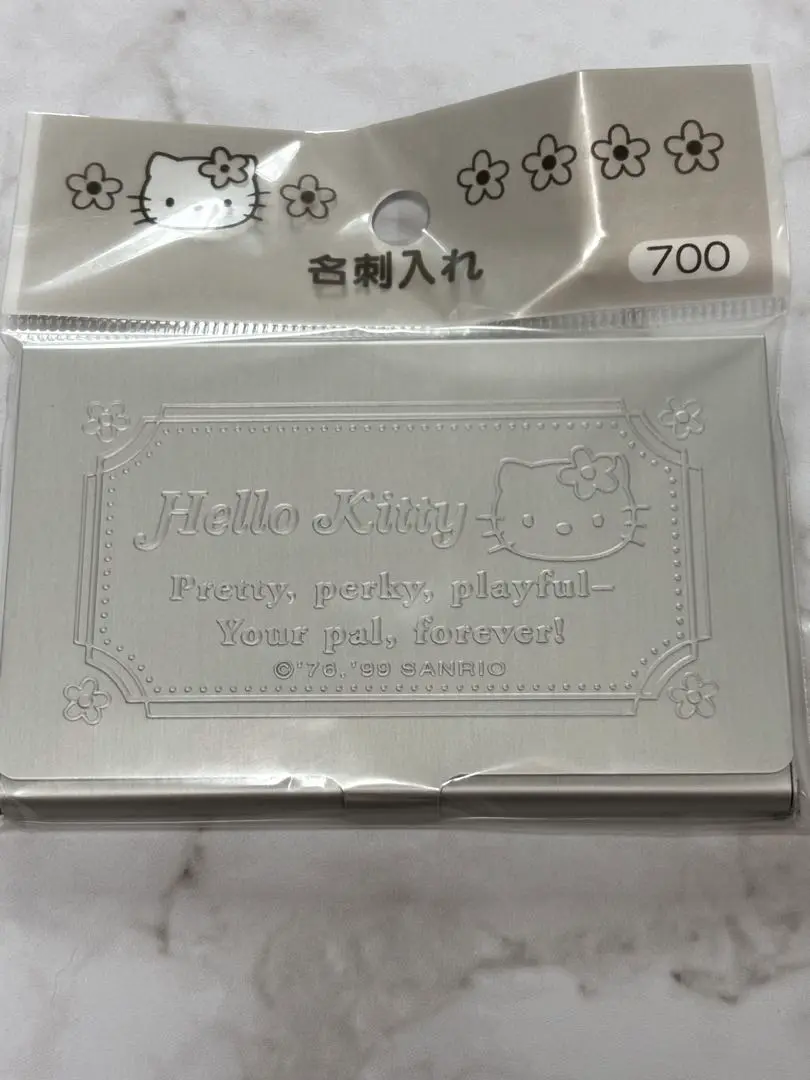 名刺入れ
700
Hello Kitty
Pretty, perky, playful–
Your pal, forever!
©'76,'99 SANRIO